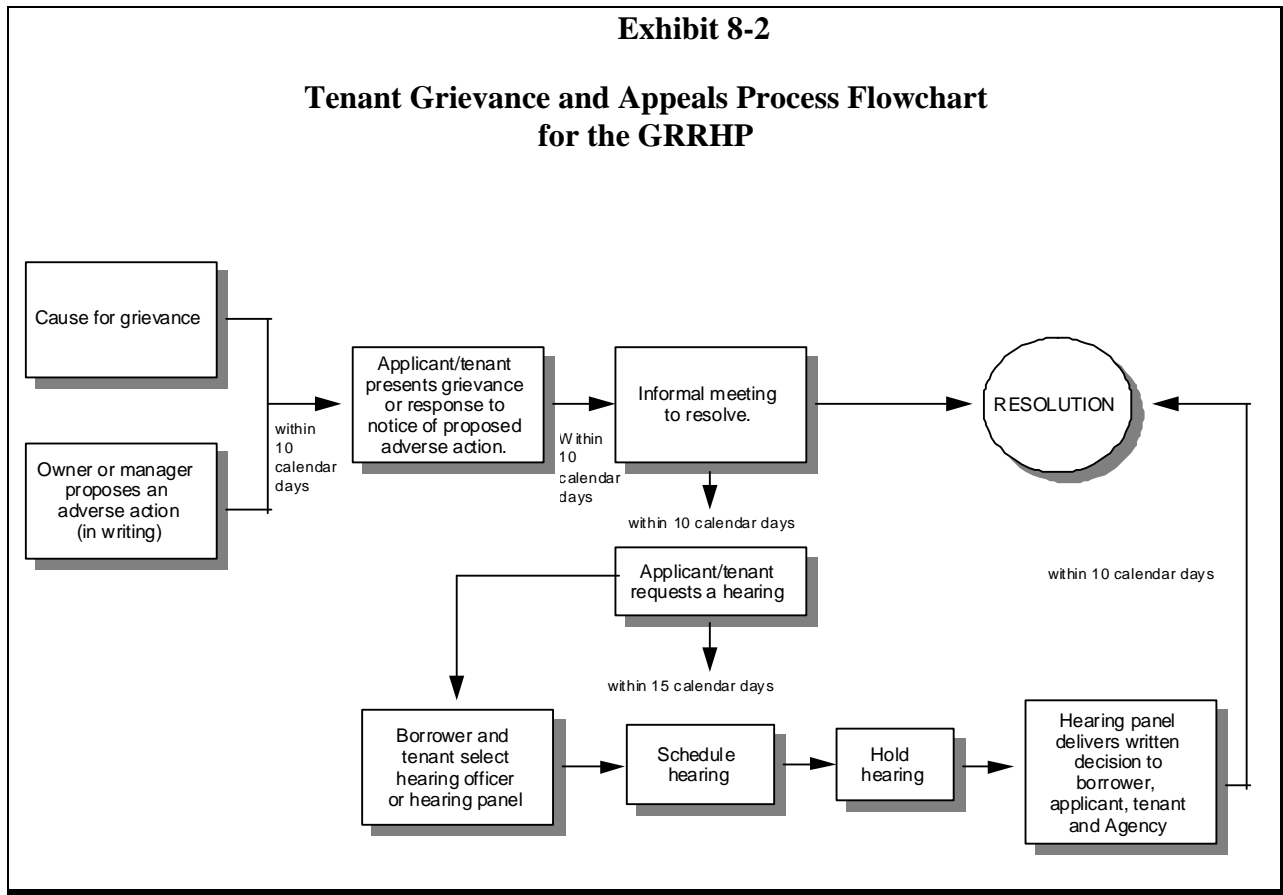 Exhibit 8-2
Tenant Grievance and Appeals Process Flowchart
for the GRRHP
Cause for grievance
Owner or manager
proposes an
adverse action
(in writing)
within
10
calendar
days
Applicant/tenant
presents grievance
or response to
notice of proposed
adverse action.
Within
10
calendar
days
Informal meeting
to resolve.
RESOLUTION
within 10 calendar days
Applicant/tenant
requests a hearing
within 10 calendar days
within 15 calendar days
Borrower and
tenant select
hearing officer
or hearing panel
Schedule
hearing
Hold
hearing
Hearing panel
delivers written
decision to
borrower,
applicant, tenant
and Agency